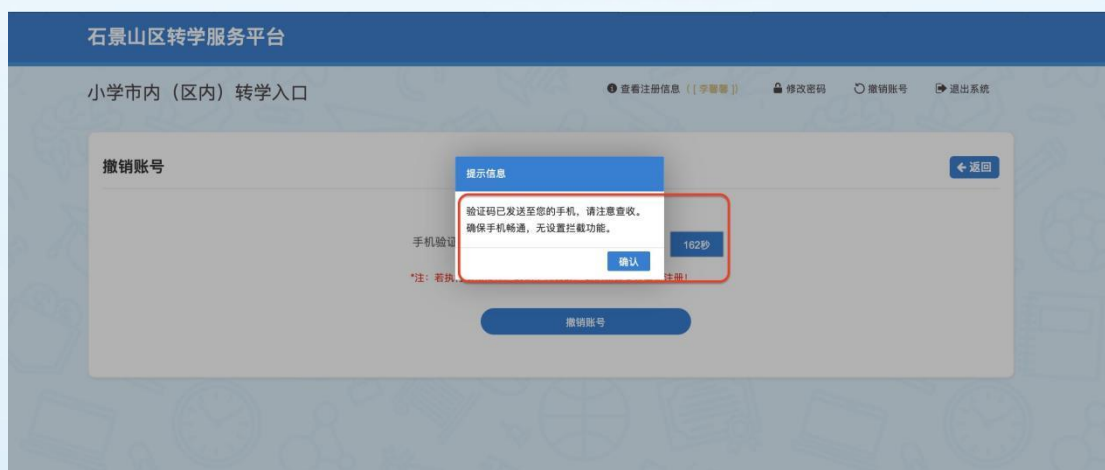 石景山区转学服务平台
小学市内（区内）转学入口
查看注册信息
修改密码
撤销账号
退出系统
撤销账号
返回
提示信息
验证码已发送至您的手机，请注意查收。
确保手机畅通，无设置拦截功能。
确认
手机验证
162秒
*注：若执
注册！
撤销账号